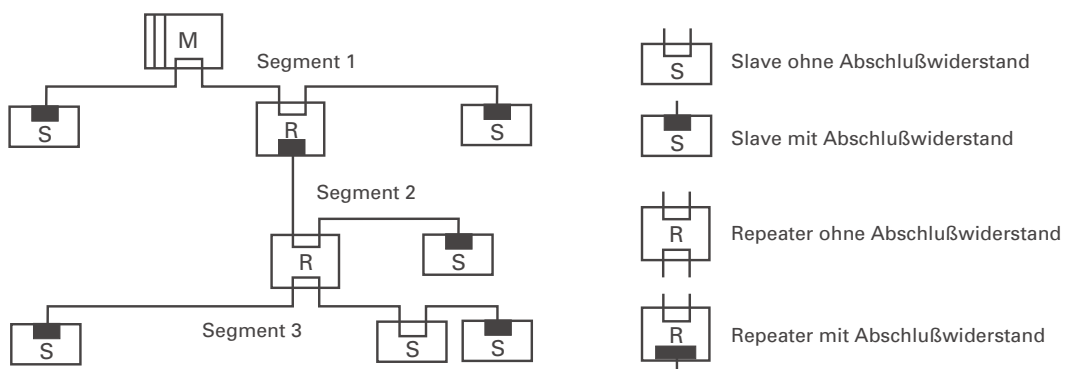 M
Segment 1
S
R
S
Segment 2
R
S
Segment 3
S
S
S
S
Slave ohne Abschlußwiderstand
S
Slave mit Abschlußwiderstand
R
Repeater ohne Abschlußwiderstand
R
Repeater mit Abschlußwiderstand